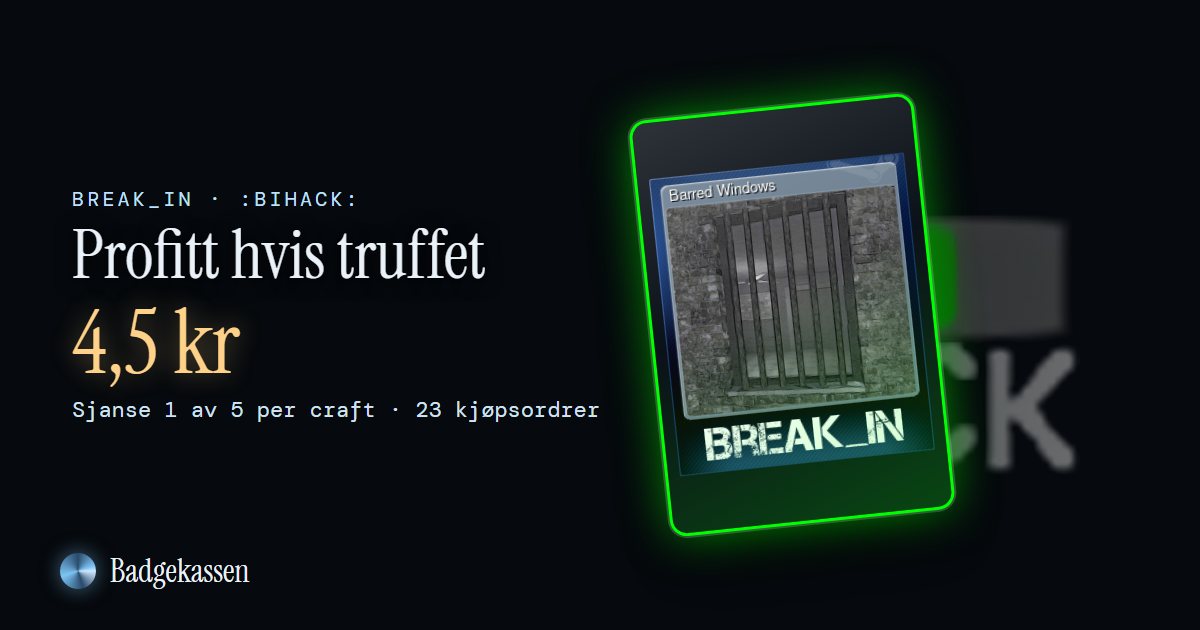 BREAK_IN · :BIHACK:
Profitt hvis truffet
4,5 kr
Sjanse 1 av 5 per craft · 23 kjøpsordrer
Barred Windows
BREAK_IN
CK
Badgekassen